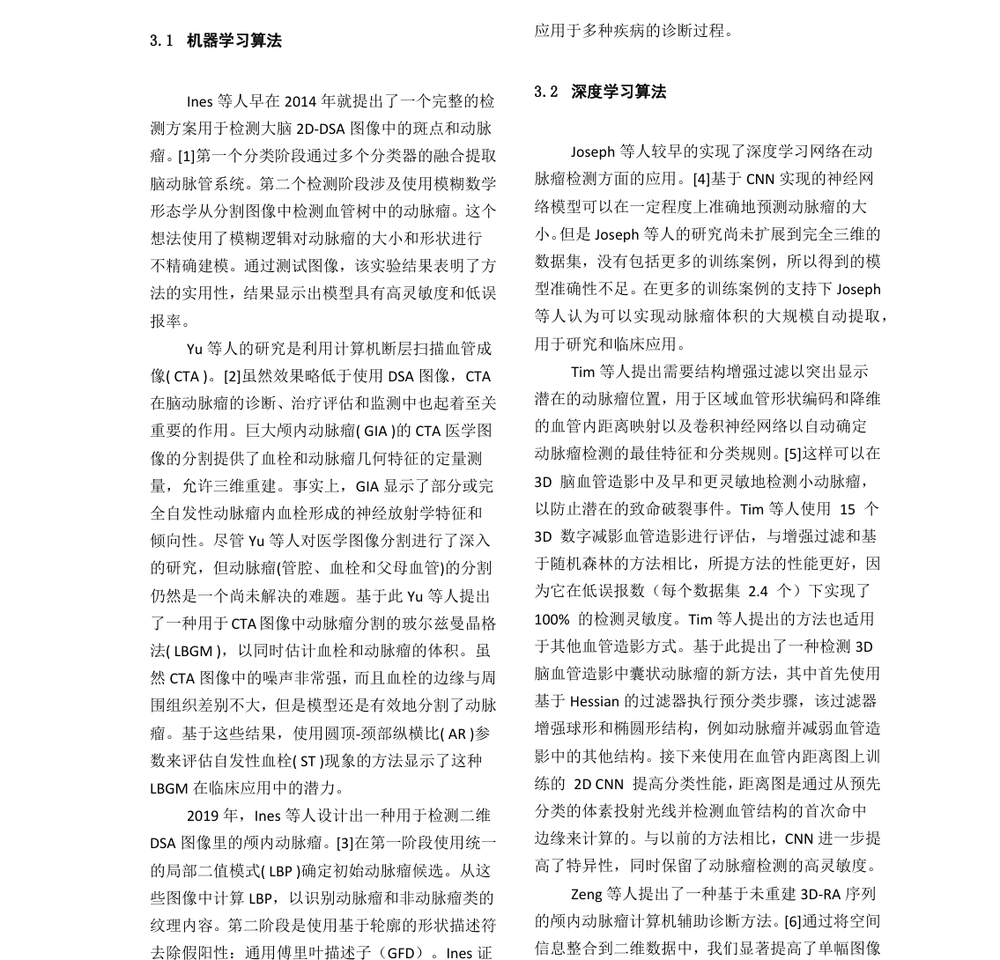 3.1 机器学习算法
Ines 等人早在 2014 年就提出了一个完整的检
测方案用于检测大脑 2D-DSA 图像中的斑点和动脉
瘤。[1]第一个分类阶段通过多个分类器的融合提取
脑动脉管系统。第二个检测阶段涉及使用模糊数学
形态学从分割图像中检测血管树中的动脉瘤。这个
想法使用了模糊逻辑对动脉瘤的大小和形状进行
不精确建模。通过测试图像，该实验结果表明了方
法的实用性，结果显示出模型具有高灵敏度和低误
报率。
Yu 等人的研究是利用计算机断层扫描血管成
像( CTA )。[2]虽然效果略低于使用 DSA 图像，CTA
在脑动脉瘤的诊断、治疗评估和监测中也起着至关
重要的作用。巨大颅内动脉瘤( GIA )的 CTA 医学图
像的分割提供了血栓和动脉瘤几何特征的定量测
量，允许三维重建。事实上，GIA 显示了部分或完
全自发性动脉瘤内血栓形成的神经放射学特征和
倾向性。尽管 Yu 等人对医学图像分割进行了深入
的研究，但动脉瘤(管腔、血栓和父母血管)的分割
仍然是一个尚未解决的难题。基于此 Yu 等人提出
了一种用于 CTA 图像中动脉瘤分割的玻尔兹曼晶格
法( LBGM )，以同时估计血栓和动脉瘤的体积。虽
然 CTA 图像中的噪声非常强，而且血栓的边缘与周
围组织差别不大，但是模型还是有效地分割了动脉
瘤。基于这些结果，使用圆顶-颈部纵横比( AR )参
数来评估自发性血栓( ST )现象的方法显示了这种
LBGM 在临床应用中的潜力。
2019 年，Ines 等人设计出一种用于检测二维
DSA 图像里的颅内动脉瘤。[3]在第一阶段使用统一
的局部二值模式( LBP )确定初始动脉瘤候选。从这
些图像中计算 LBP，以识别动脉瘤和非动脉瘤类的
纹理内容。第二阶段是使用基于轮廓的形状描述符
去除假阳性：通用傅里叶描述子（GFD）。Ines 证
应用于多种疾病的诊断过程。
3.2 深度学习算法
Joseph 等人较早的实现了深度学习网络在动
脉瘤检测方面的应用。[4]基于 CNN 实现的神经网
络模型可以在一定程度上准确地预测动脉瘤的大
小。但是 Joseph 等人的研究尚未扩展到完全三维的
数据集，没有包括更多的训练案例，所以得到的模
型准确性不足。在更多的训练案例的支持下 Joseph
等人认为可以实现动脉瘤体积的大规模自动提取，
用于研究和临床应用。
Tim 等人提出需要结构增强过滤以突出显示
潜在的动脉瘤位置，用于区域血管形状编码和降维
的血管内距离映射以及卷积神经网络以自动确定
动脉瘤检测的最佳特征和分类规则。[5]这样可以在
3D 脑血管造影中及早和更灵敏地检测小动脉瘤，
以防止潜在的致命破裂事件。Tim 等人使用 15 个
3D 数字减影血管造影进行评估，与增强过滤和基
于随机森林的方法相比，所提方法的性能更好，因
为它在低误报数（每个数据集 2.4 个）下实现了
100% 的检测灵敏度。Tim 等人提出的方法也适用
于其他血管造影方式。基于此提出了一种检测 3D
脑血管造影中囊状动脉瘤的新方法，其中首先使用
基于 Hessian 的过滤器执行预分类步骤，该过滤器
增强球形和椭圆形结构，例如动脉瘤并减弱血管造
影中的其他结构。接下来使用在血管内距离图上训
练的 2D CNN 提高分类性能，距离图是通过从预先
分类的体素投射光线并检测血管结构的首次命中
边缘来计算的。与以前的方法相比，CNN 进一步提
高了特异性，同时保留了动脉瘤检测的高灵敏度。
Zeng 等人提出了一种基于未重建 3D-RA 序列
的颅内动脉瘤计算机辅助诊断方法。[6]通过将空间
信息整合到二维数据中，我们显著提高了单幅图像